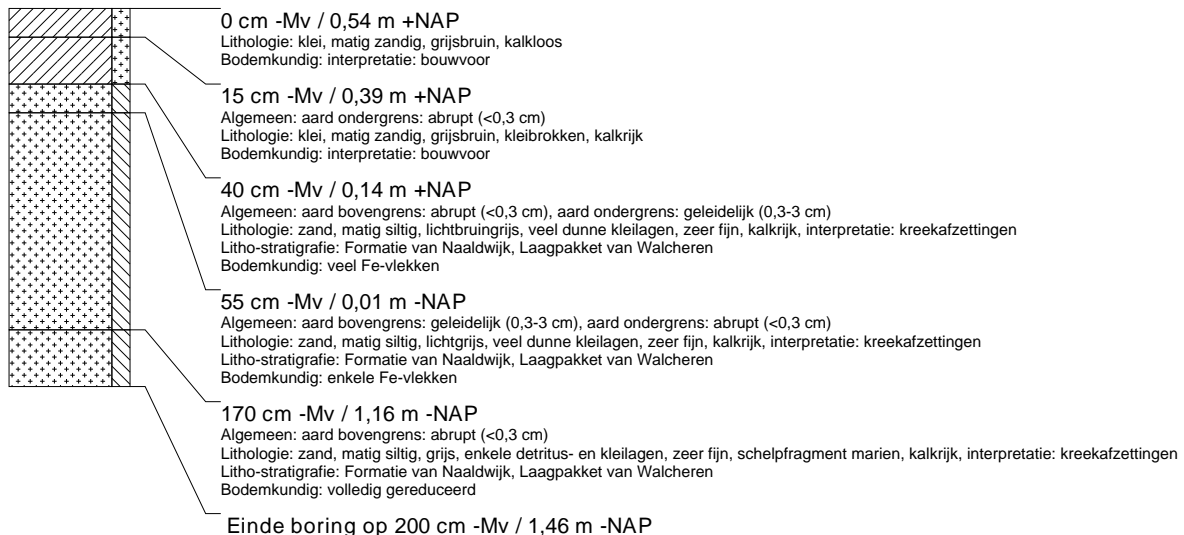 0 cm -Mv / 0,54 m +NAP
Lithologie: klei, matig zandig, grijsbruin, kalkloos
Bodemkundig: interpretatie: bouwvoor
15 cm -Mv / 0,39 m +NAP
Algemeen: aard ondergrens: abrupt (<0,3 cm)
Lithologie: klei, matig zandig, grijsbruin, kleibrokken, kalkrijk
Bodemkundig: interpretatie: bouwvoor
40 cm -Mv / 0,14 m +NAP
Algemeen: aard bovengrens: abrupt (<0,3 cm), aard ondergrens: geleidelijk (0,3-3 cm)
Lithologie: zand, matig siltig, lichtbruingrijs, veel dunne kleilagen, zeer fijn, kalkrijk, interpretatie: kreekafzettingen
Litho-stratigrafie: Formatie van Naaldwijk, Laagpakket van Walcheren
Bodemkundig: veel Fe-vlekken
55 cm -Mv / 0,01 m -NAP
Algemeen: aard bovengrens: geleidelijk (0,3-3 cm), aard ondergrens: abrupt (<0,3 cm)
Lithologie: zand, matig siltig, lichtgrijs, veel dunne kleilagen, zeer fijn, kalkrijk, interpretatie: kreekafzettingen
Litho-stratigrafie: Formatie van Naaldwijk, Laagpakket van Walcheren
Bodemkundig: enkele Fe-vlekken
170 cm -Mv / 1,16 m -NAP
Algemeen: aard bovengrens: abrupt (<0,3 cm)
Lithologie: zand, matig siltig, grijs, enkele detritus- en kleilagen, zeer fijn, schelpfragment marien, kalkrijk, interpretatie: kreekafzettingen
Litho-stratigrafie: Formatie van Naaldwijk, Laagpakket van Walcheren
Bodemkundig: volledig gereduceerd
Einde boring op 200 cm -Mv / 1,46 m -NAP